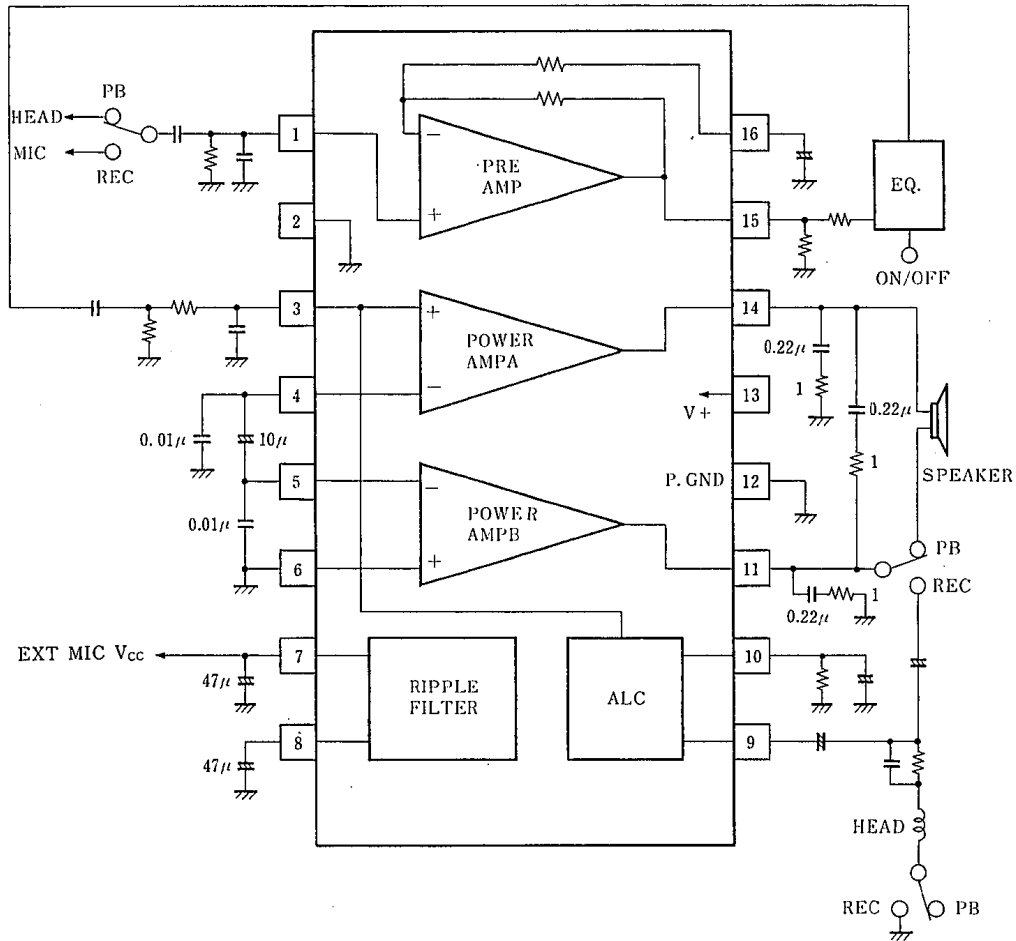 PB
HEAD
MIC
REC
1
2
3
4
0.01μ
10μ
5
0.01μ
6
EXT MIC Vcc
7
47μ
8
47μ
−
PRE
AMP
+
+
POWER
AMPA
−
−
POWER
AMPB
+
RIPPLE
FILTER
ALC
16
15
EQ.
ON/OFF
14
0.22μ
1
0.22μ
1
SPEAKER
13
V+
P.GND
12
11
PB
REC
0.22μ
1
10
9
HEAD
REC
PB